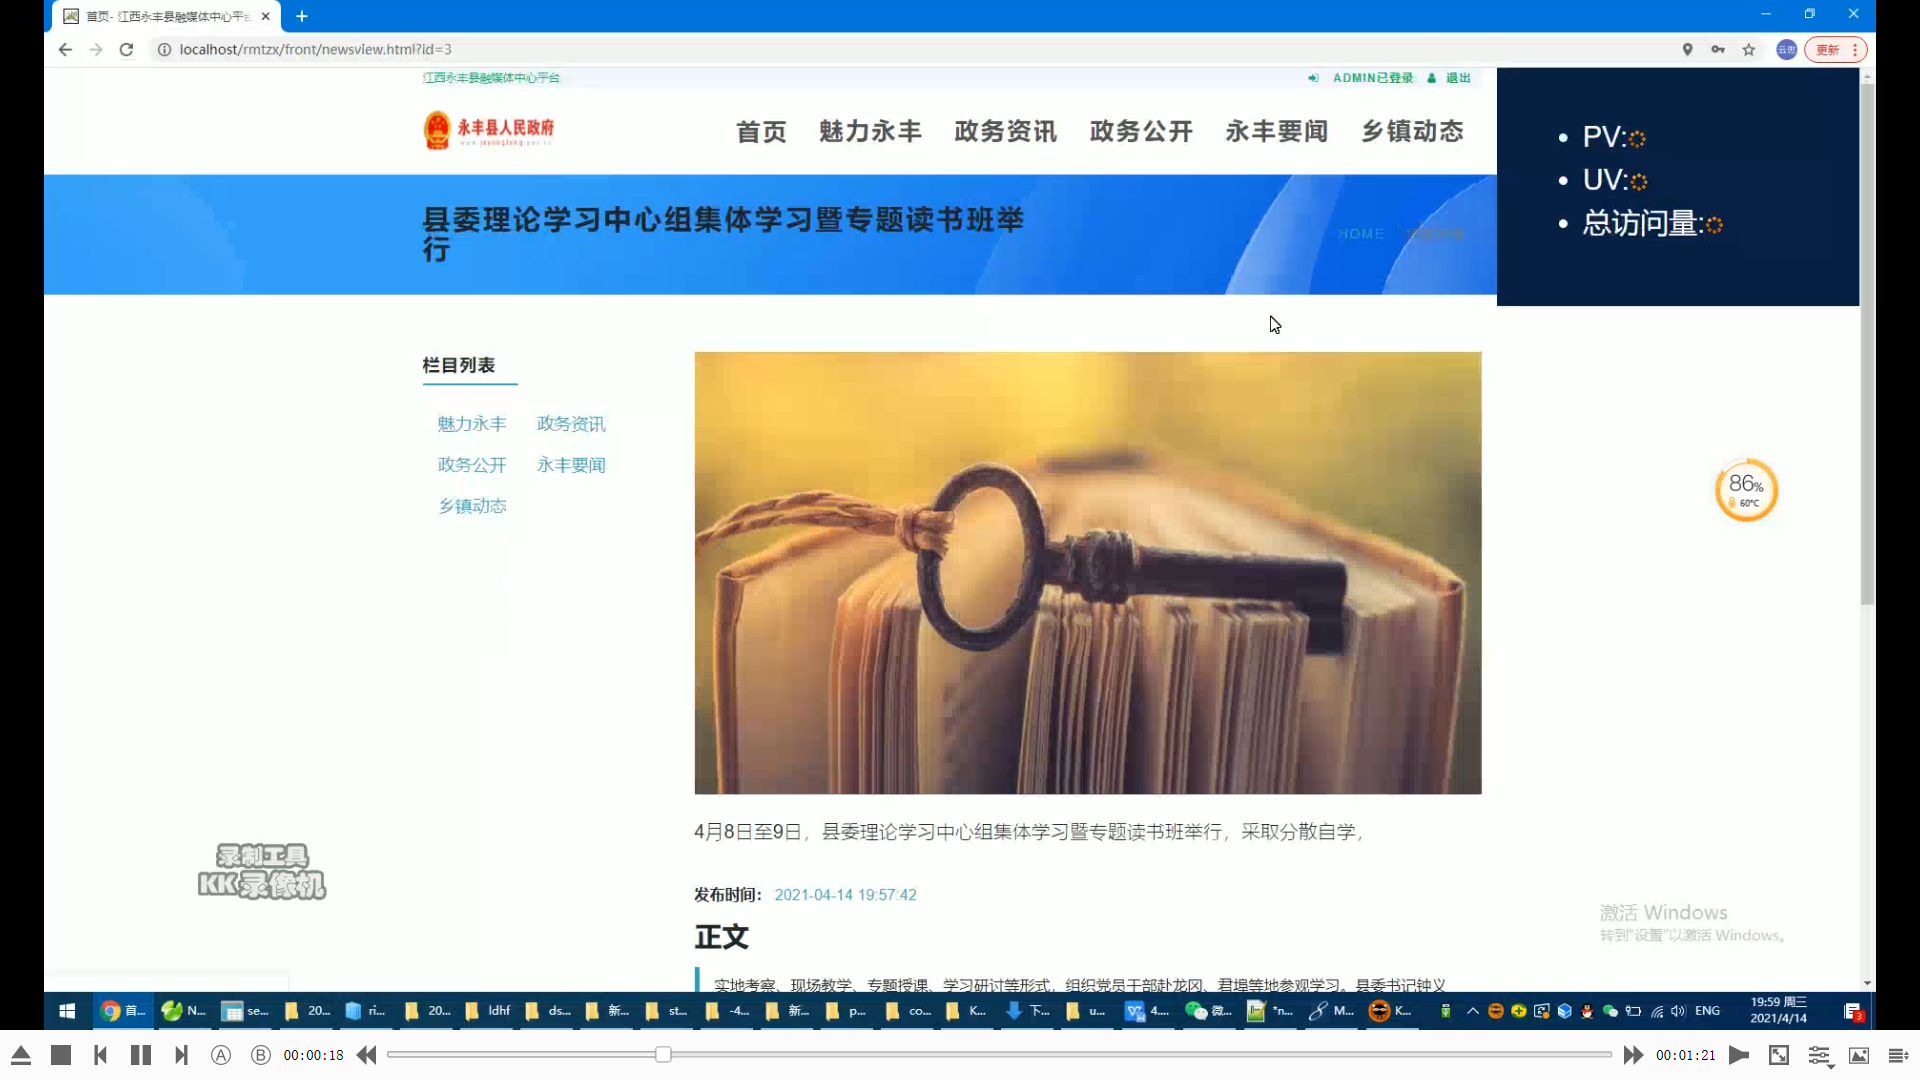 首页- 江西永丰县融媒体中心平台
localhost/rmtzx/front/newsview.html?id=3
云忠
更新
江西永丰县融媒体中心平台.
ADMIN已登录
退出
永丰县人民政府
首页
魅力永丰
政务资讯
政务公开
永丰要闻
乡镇动态
PV:
UV:
总访问量:
县委理论学习中心组集体学习暨专题读书班举
行
HOME
栏目列表
魅力永丰
政务资讯
政务公开
永丰要闻
乡镇动态
86%
60°C
4月8日至9日，县委理论学习中心组集体学习暨专题读书班举行，采取分散自学，
录制工具
KK录像机
发布时间：
2021-04-14 19:57:42
正文
激活 Windows
转到"设置"以激活 Windows。
实地考察、现场教学、专题授课、学习研讨等形式，组织党员干部赴龙冈、君埠等地参观学习。县委书记钟义
首...
N...
se...
20...
ri...
20...
ldhf
ds...
新...
st...
-4...
新...
p...
co...
K...
下...
u...
4....
微...
*n...
M...
K...
ENG
19:59 周三
2021/4/14
3
A
B
00:00:18
00:01:21